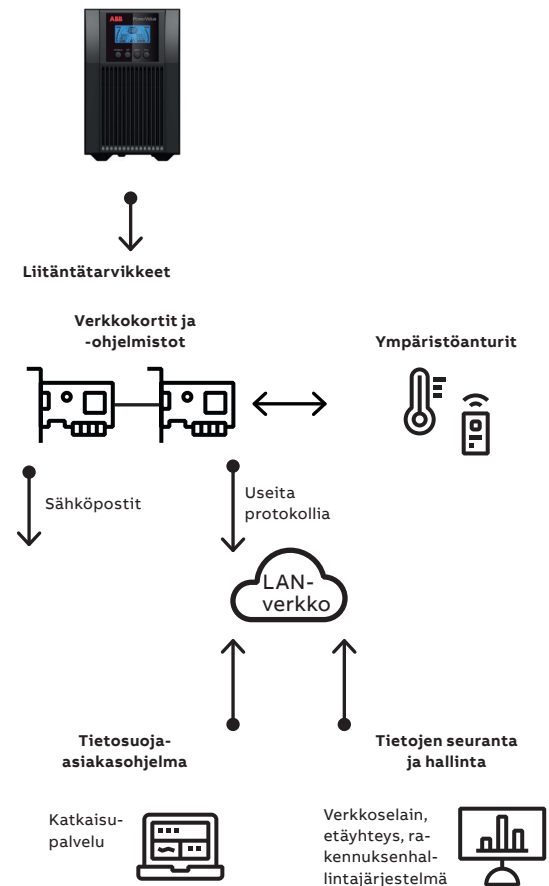 ABB PowerValue
Liitäntätarvikkeet
Verkkokortit ja
-ohjelmistot
Ympäristöanturit
Sähköpostit
Useita
protokollia
LAN-
verkko
Tietosuoja-
asiakasohjelma
Tietojen seuranta
ja hallinta
Katkaisu-
palvelu
Verkkoselain,
etäyhteys, ra-
kennuksenhal-
lintajärjestelmä